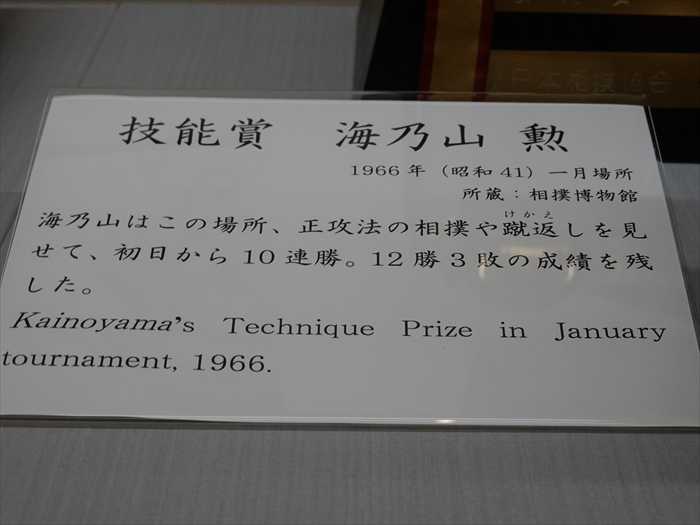 技能賞　海乃山 勲
1966 年（昭和 41）一月場所
所蔵：相撲博物館
海乃山はこの場所、正攻法の相撲や蹴返しを見
けかえ
せて、初日から 10 連勝。12 勝 3 敗の成績を残
した。
Kainoyama's Technique Prize in January
tournament, 1966.